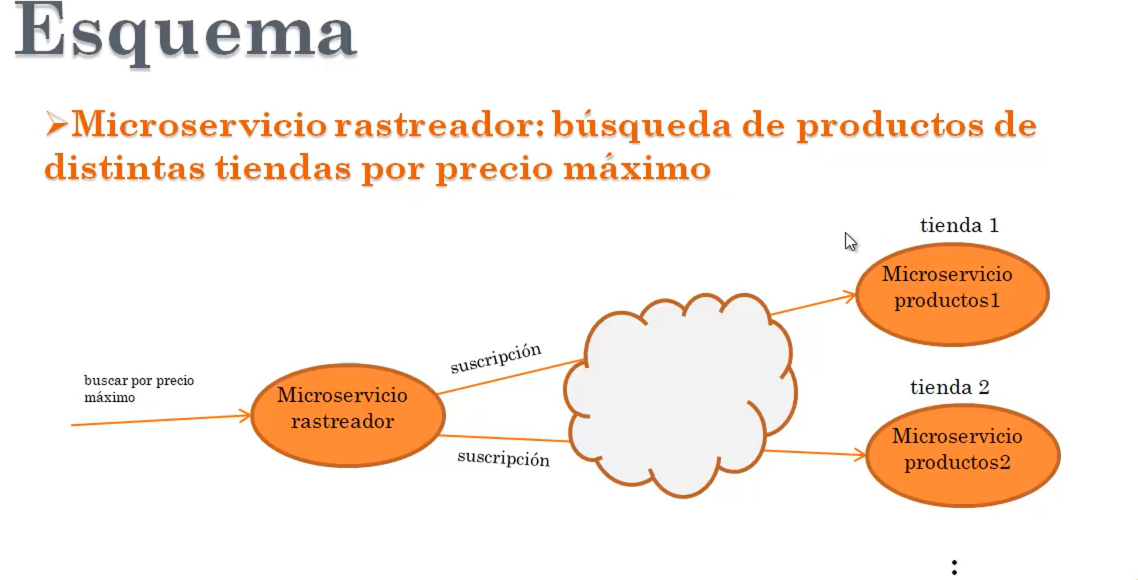 Esquema
➢Microservicio rastreador: búsqueda de productos de
distintas tiendas por precio máximo
tienda 1
Microservicio
productos1
suscripción
buscar por precio
máximo
Microservicio
rastreador
tienda 2
Microservicio
productos2
suscripción
: